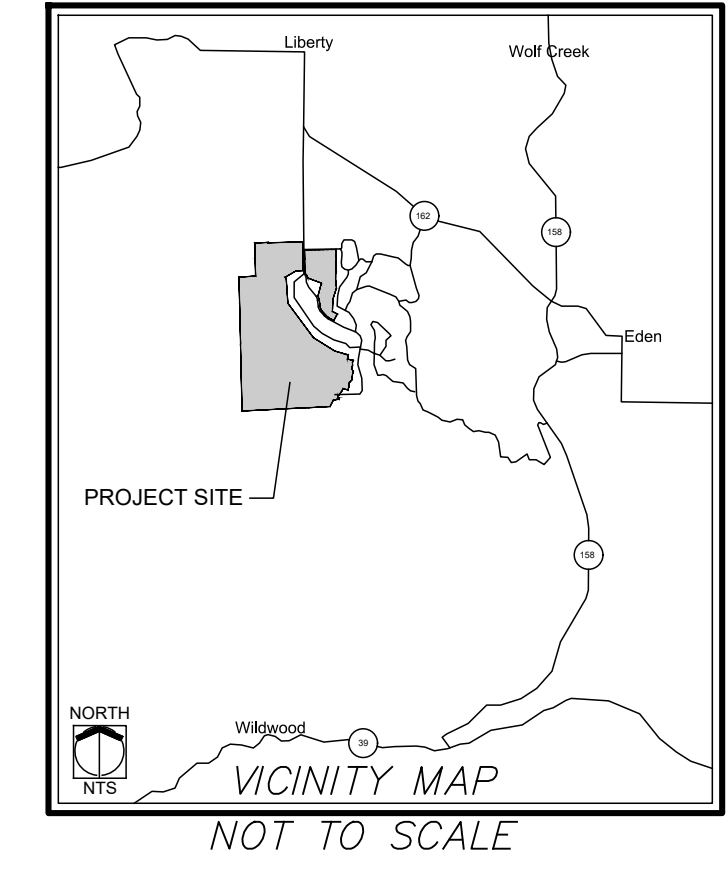 Liberty
Wolf Creek
162
158
Eden
PROJECT SITE
158
NORTH
NTS
Wildwood
39
VICINITY MAP
NOT TO SCALE